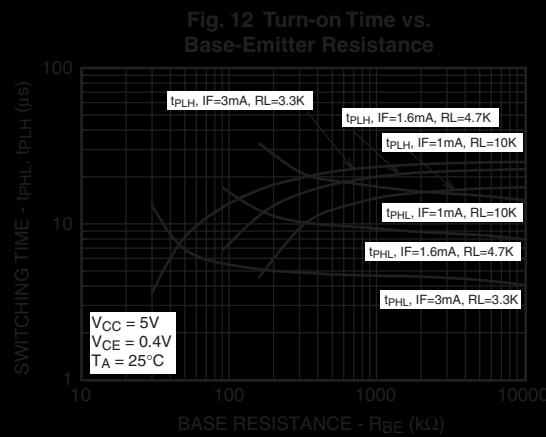 Fig. 12 Turn-on Time vs.
Base-Emitter Resistance
SWITCHING TIME - tPHL, tPLH (µs)
100
10
1
tPLH, IF=3mA, RL=3.3K
tPLH, IF=1.6mA, RL=4.7K
tPLH, IF=1mA, RL=10K
tPHL, IF=1mA, RL=10K
tPHL, IF=1.6mA, RL=4.7K
tPHL, IF=3mA, RL=3.3K
VCC = 5V
VCE = 0.4V
TA = 25°C
10
100
1000
10000
BASE RESISTANCE - RBE (kΩ)